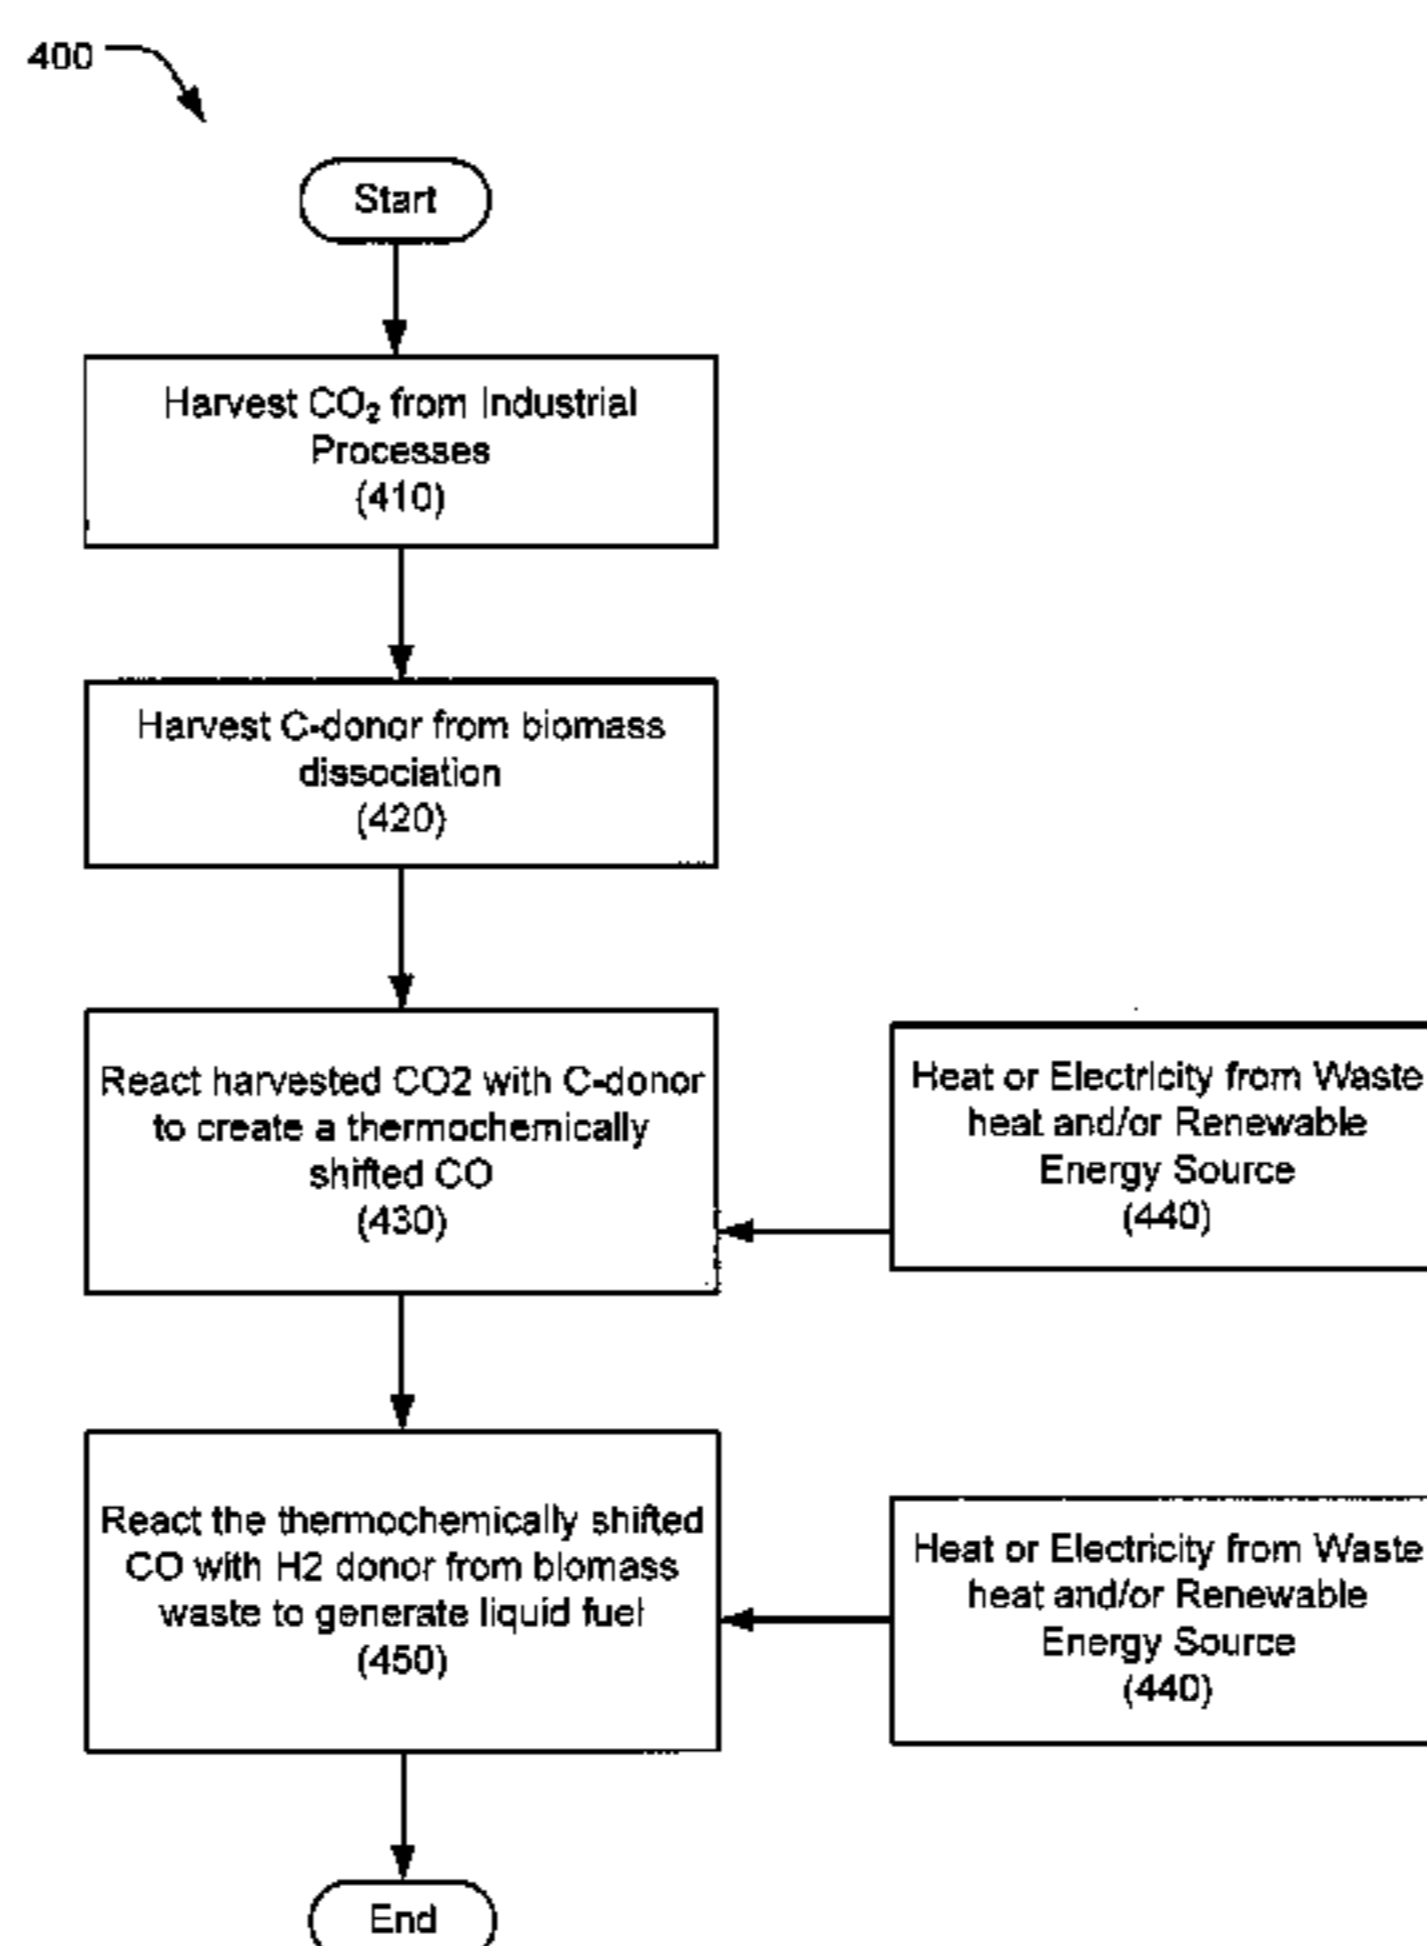 400
Start
Harvest CO₂ from Industrial
Processes
(410)
Harvest C-donor from biomass
dissociation
(420)
React harvested CO2 with C-donor
to create a thermochemically
shifted CO
(430)
Heat or Electricity from Waste
heat and/or Renewable
Energy Source
(440)
React the thermochemically shifted
CO with H2 donor from biomass
waste to generate liquid fuel
(450)
Heat or Electricity from Waste
heat and/or Renewable
Energy Source
(440)
End